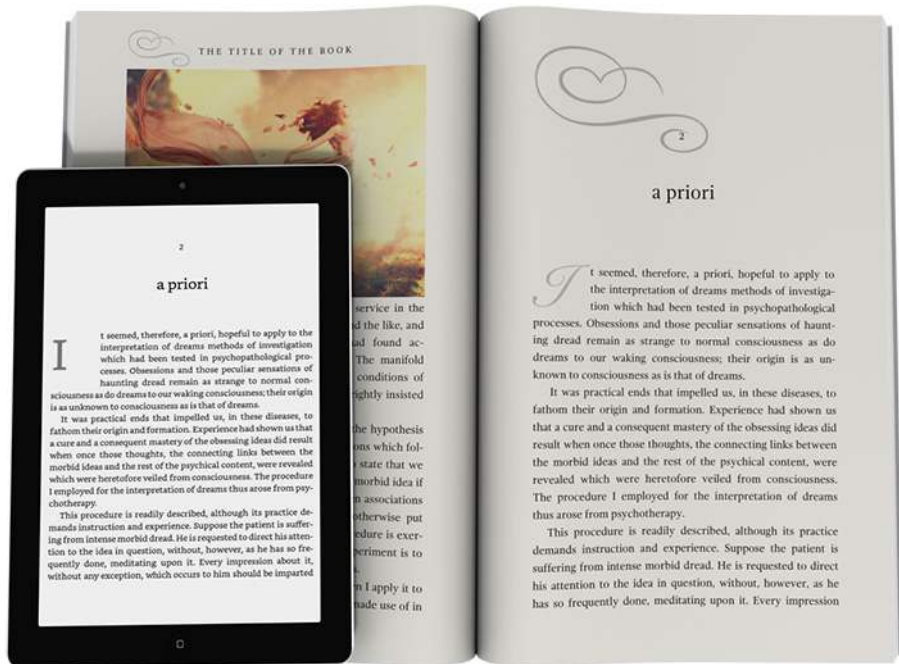 THE TITLE OF THE BOOK
service in the
d the like, and
ad found ac-
The manifold
conditions of
ightly insisted
he hypothesis
ons which fol-
state that we
morbid idea if
n associations
otherwise put
edure is exer-
periment is to
n I apply it to
made use of in
2
a priori
It seemed, therefore, a priori, hopeful to apply to
the interpretation of dreams methods of investiga-
tion which had been tested in psychopathological
processes. Obsessions and those peculiar sensations of haunt-
ing dread remain as strange to normal consciousness as do
dreams to our waking consciousness; their origin is as un-
known to consciousness as is that of dreams.
It was practical ends that impelled us, in these diseases, to
fathom their origin and formation. Experience had shown us
that a cure and a consequent mastery of the obsessing ideas did
result when once those thoughts, the connecting links between
the morbid ideas and the rest of the psychical content, were
revealed which were heretofore veiled from consciousness.
The procedure I employed for the interpretation of dreams
thus arose from psychotherapy.
This procedure is readily described, although its practice
demands instruction and experience. Suppose the patient is
suffering from intense morbid dread. He is requested to direct
his attention to the idea in question, without, however, as he
has so frequently done, meditating upon it. Every impression
2
a priori
It seemed, therefore, a priori, hopeful to apply to the
interpretation of dreams methods of investigation
which had been tested in psychopathological pro-
cesses. Obsessions and those peculiar sensations of
haunting dread remain as strange to normal con-
sciousness as do dreams to our waking consciousness; their origin
is as unknown to consciousness as is that of dreams.
It was practical ends that impelled us, in these diseases, to
fathom their origin and formation. Experience had shown us that
a cure and a consequent mastery of the obsessing ideas did result
when once those thoughts, the connecting links between the
morbid ideas and the rest of the psychical content, were revealed
which were heretofore veiled from consciousness. The procedure
I employed for the interpretation of dreams thus arose from psy-
chotherapy.
This procedure is readily described, although its practice de-
mands instruction and experience. Suppose the patient is suffer-
ing from intense morbid dread. He is requested to direct his atten-
tion to the idea in question, without, however, as he has so fre-
quently done, meditating upon it. Every impression about it,
without any exception, which occurs to him should be imparted